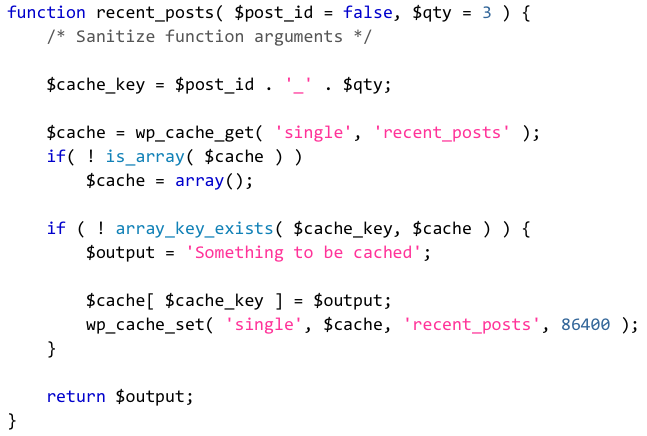 function recent_posts( $post_id = false, $qty = 3 ) {
    /* Sanitize function arguments */

    $cache_key = $post_id . '_' . $qty;

    $cache = wp_cache_get( 'single', 'recent_posts' );
    if( ! is_array( $cache ) )
        $cache = array();

    if ( ! array_key_exists( $cache_key, $cache ) ) {
        $output = 'Something to be cached';

        $cache[ $cache_key ] = $output;
        wp_cache_set( 'single', $cache, 'recent_posts', 86400 );
    }

    return $output;
}